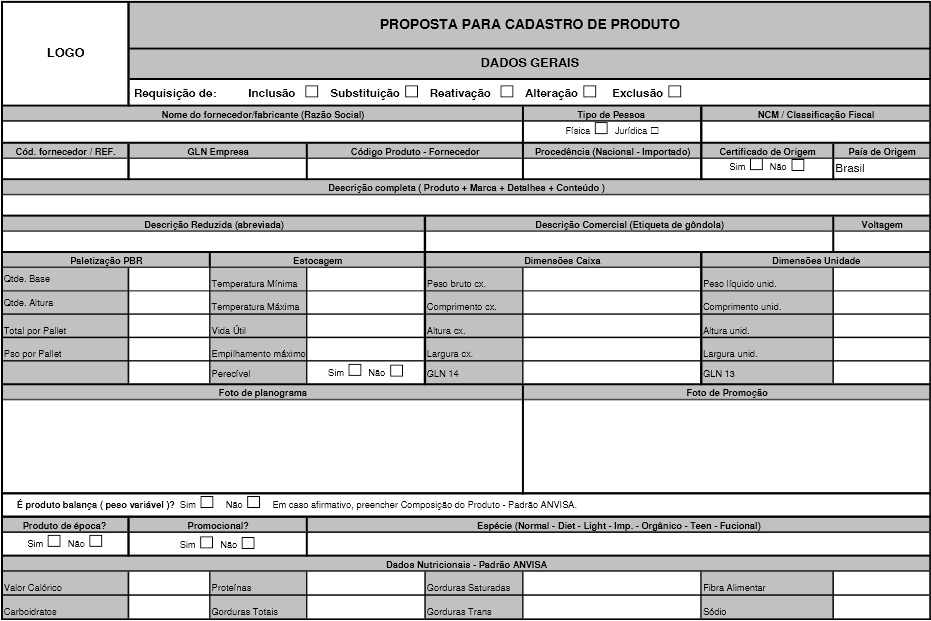 LOGO
PROPOSTA PARA CADASTRO DE PRODUTO
DADOS GERAIS
Requisição de: Inclusão Substituição Reativação Alteração Exclusão
Nome do fornecedor/fabricante (Razão Social) Tipo de Pessoa NCM / Classificação Fiscal
Física Jurídica
Cód. fornecedor / REF. GLN Empresa Código Produto - Fornecedor Procedência (Nacional - Importado) Certificado de Origem País de Origem
Sim Não Brasil
Descrição completa ( Produto + Marca + Detalhes + Conteúdo )
Descrição Reduzida (abreviada) Descrição Comercial (Etiqueta de gôndola) Voltagem
Paletização PBR Estocagem Dimensões Caixa Dimensões Unidade
Qtde. Base Temperatura Mínima Peso bruto cx. Peso líquido unid.
Qtde. Altura Temperatura Máxima Comprimento cx. Comprimento unid.
Total por Pallet Vida Útil Altura cx. Altura unid.
Pso por Pallet Empilhamento máximo Largura cx. Largura unid.
Perecível Sim Não GLN 14 GLN 13
Foto de planograma Foto de Promoção
É produto balança ( peso variável )? Sim Não Em caso afirmativo, preencher Composição do Produto - Padrão ANVISA.
Produto de época? Promocional? Espécie (Normal - Diet - Light - Imp. - Orgânico - Teen - Fucional)
Sim Não Sim Não
Dados Nutricionais - Padrão ANVISA
Valor Calórico Proteínas Gorduras Saturadas Fibra Alimentar
Carboidratos Gorduras Totais Gorduras Trans Sódio